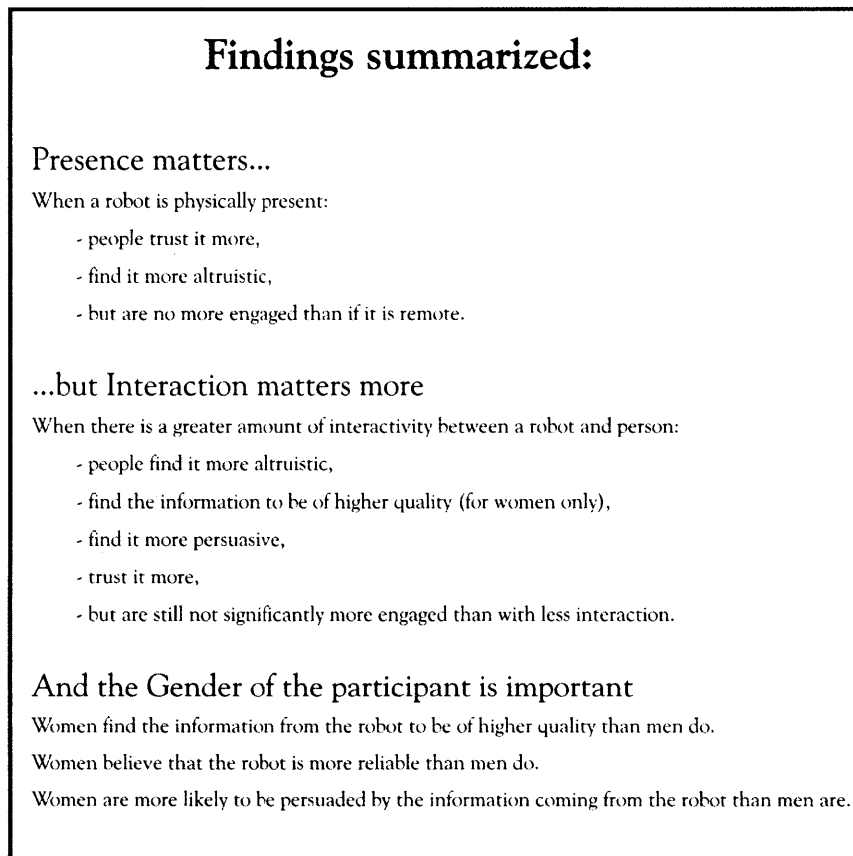 Findings summarized:
Presence matters...
When a robot is physically present:
- people trust it more,
- find it more altruistic,
- but are no more engaged than if it is remote.
...but Interaction matters more
When there is a greater amount of interactivity between a robot and person:
- people find it more altruistic,
- find the information to be of higher quality (for women only),
- find it more persuasive,
- trust it more,
- but are still not significantly more engaged than with less interaction.
And the Gender of the participant is important
Women find the information from the robot to be of higher quality than men do.
Women believe that the robot is more reliable than men do.
Women are more likely to be persuaded by the information coming from the robot than men are.